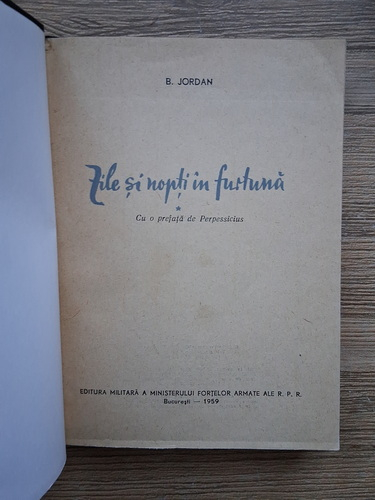 B. JORDAN
Zile și nopți în furtună
Cu o prefață de Perpessicius
EDITURA MILITARĂ A MINISTERULUI FORȚELOR ARMATE ALE R. P. R.
București — 1959